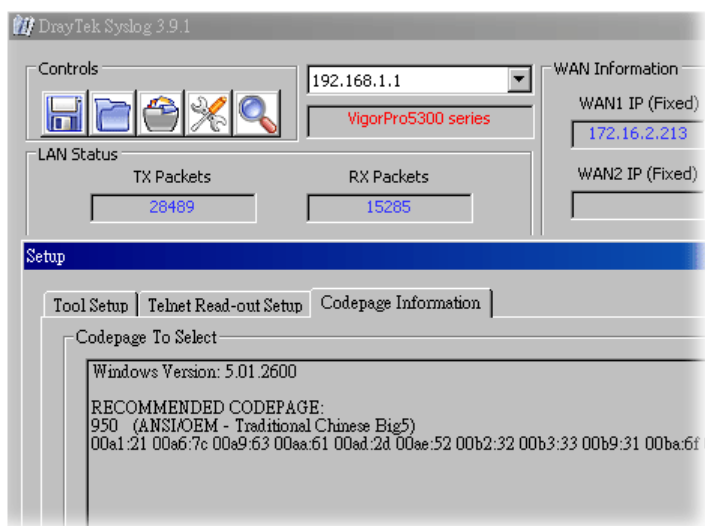 DrayTek Syslog 3.9.1
Controls
192.168.1.1
VigorPro5300 series
WAN Information
WAN1 IP (Fixed)
172.16.2.213
WAN2 IP (Fixed)
LAN Status
TX Packets
RX Packets
28489
15285
Setup
Tool Setup
Telnet Read-out Setup
Codepage Information
Codepage To Select
Windows Version: 5.01.2600
RECOMMENDED CODEPAGE:
950 (ANSI/OEM - Traditional Chinese Big5)
00a1:21 00a6:7c 00a9:63 00aa:61 00ad:2d 00ae:52 00b2:32 00b3:33 00b9:31 00ba:6f